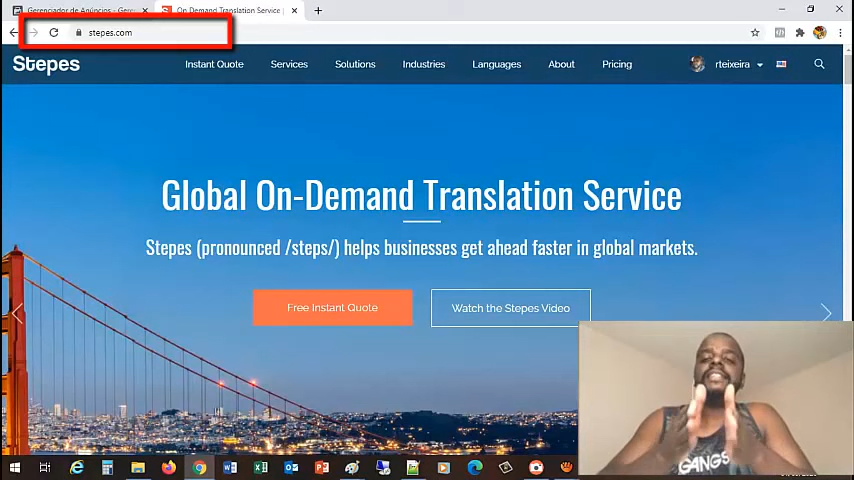 Gerenciador de Anúncios - Gerec
On Demand Translation Service |
stepes.com
Stepes
Instant Quote Services Solutions Industries Languages About Pricing rteixeira
Global On-Demand Translation Service
Stepes (pronounced /steps/) helps businesses get ahead faster in global markets.
Free Instant Quote
Watch the Stepes Video
GANGS